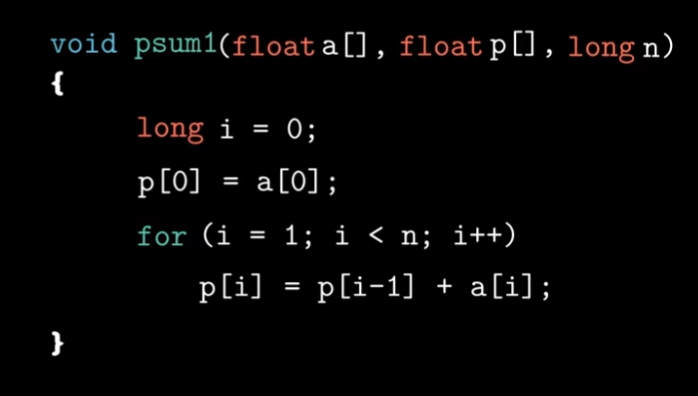 void psum1(float a[], float p[], long n)
{
long i = 0;
p[0] = a[0];
for (i = 1; i < n; i++)
p[i] = p[i-1] + a[i];
}